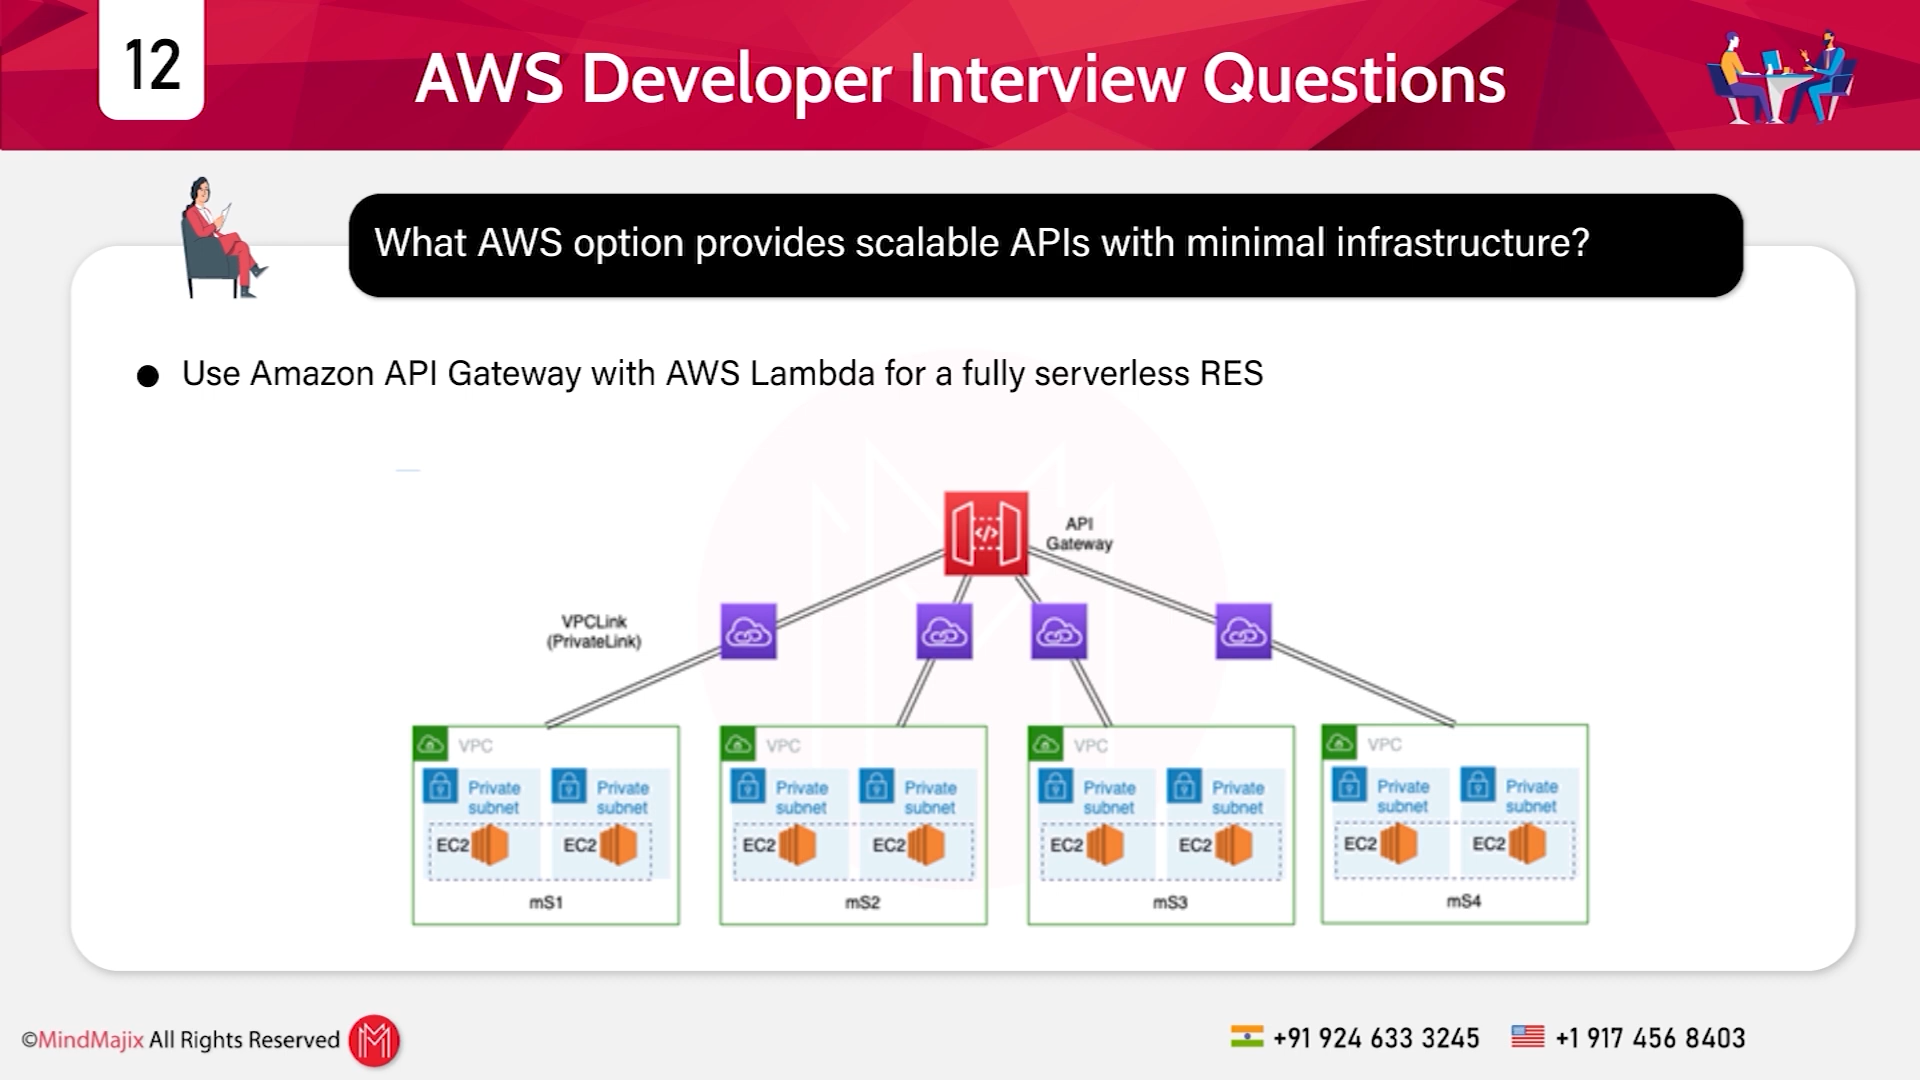 12
AWS Developer Interview Questions
What AWS option provides scalable APIs with minimal infrastructure?
● Use Amazon API Gateway with AWS Lambda for a fully serverless RES
API
Gateway
VPCLink
(PrivateLink)
VPC
Private
subnet
Private
subnet
EC2
EC2
mS1
VPC
Private
subnet
Private
subnet
EC2
EC2
mS2
VPC
Private
subnet
Private
subnet
EC2
EC2
mS3
VPC
Private
subnet
Private
subnet
EC2
EC2
mS4
©MindMajix All Rights Reserved
+91 924 633 3245
+1 917 456 8403